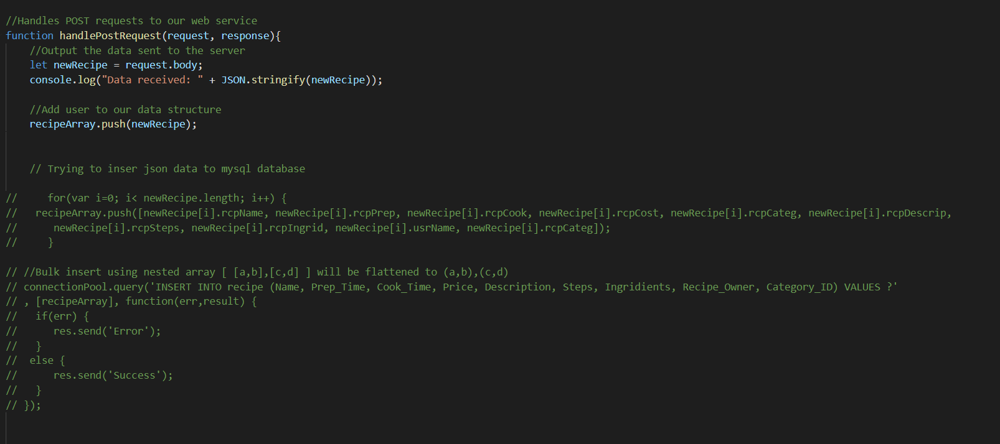 //Handles POST requests to our web service
function handlePostRequest(request, response){
//Output the data sent to the server
let newRecipe = request.body;
console.log("Data received: " + JSON.stringify(newRecipe));
//Add user to our data structure
recipeArray.push(newRecipe);
// Trying to inser json data to mysql database
// for(var i=0; i< newRecipe.length; i++) {
// recipeArray.push([newRecipe[i].rcpName, newRecipe[i].rcpPrep, newRecipe[i].rcpCook, newRecipe[i].rcpCost, newRecipe[i].rcpCateg, newRecipe[i].rcpDescrip,
// newRecipe[i].rcpSteps, newRecipe[i].rcpIngrid, newRecipe[i].usrName, newRecipe[i].rcpCateg]);
// }
// //Bulk insert using nested array [ [a,b],[c,d] ] will be flattened to (a,b),(c,d)
// connectionPool.query('INSERT INTO recipe (Name, Prep_Time, Cook_Time, Price, Description, Steps, Ingridients, Recipe_Owner, Category_ID) VALUES ?'
// , [recipeArray], function(err,result) {
// if(err) {
// res.send('Error');
// }
// else {
// res.send('Success');
// }
// });